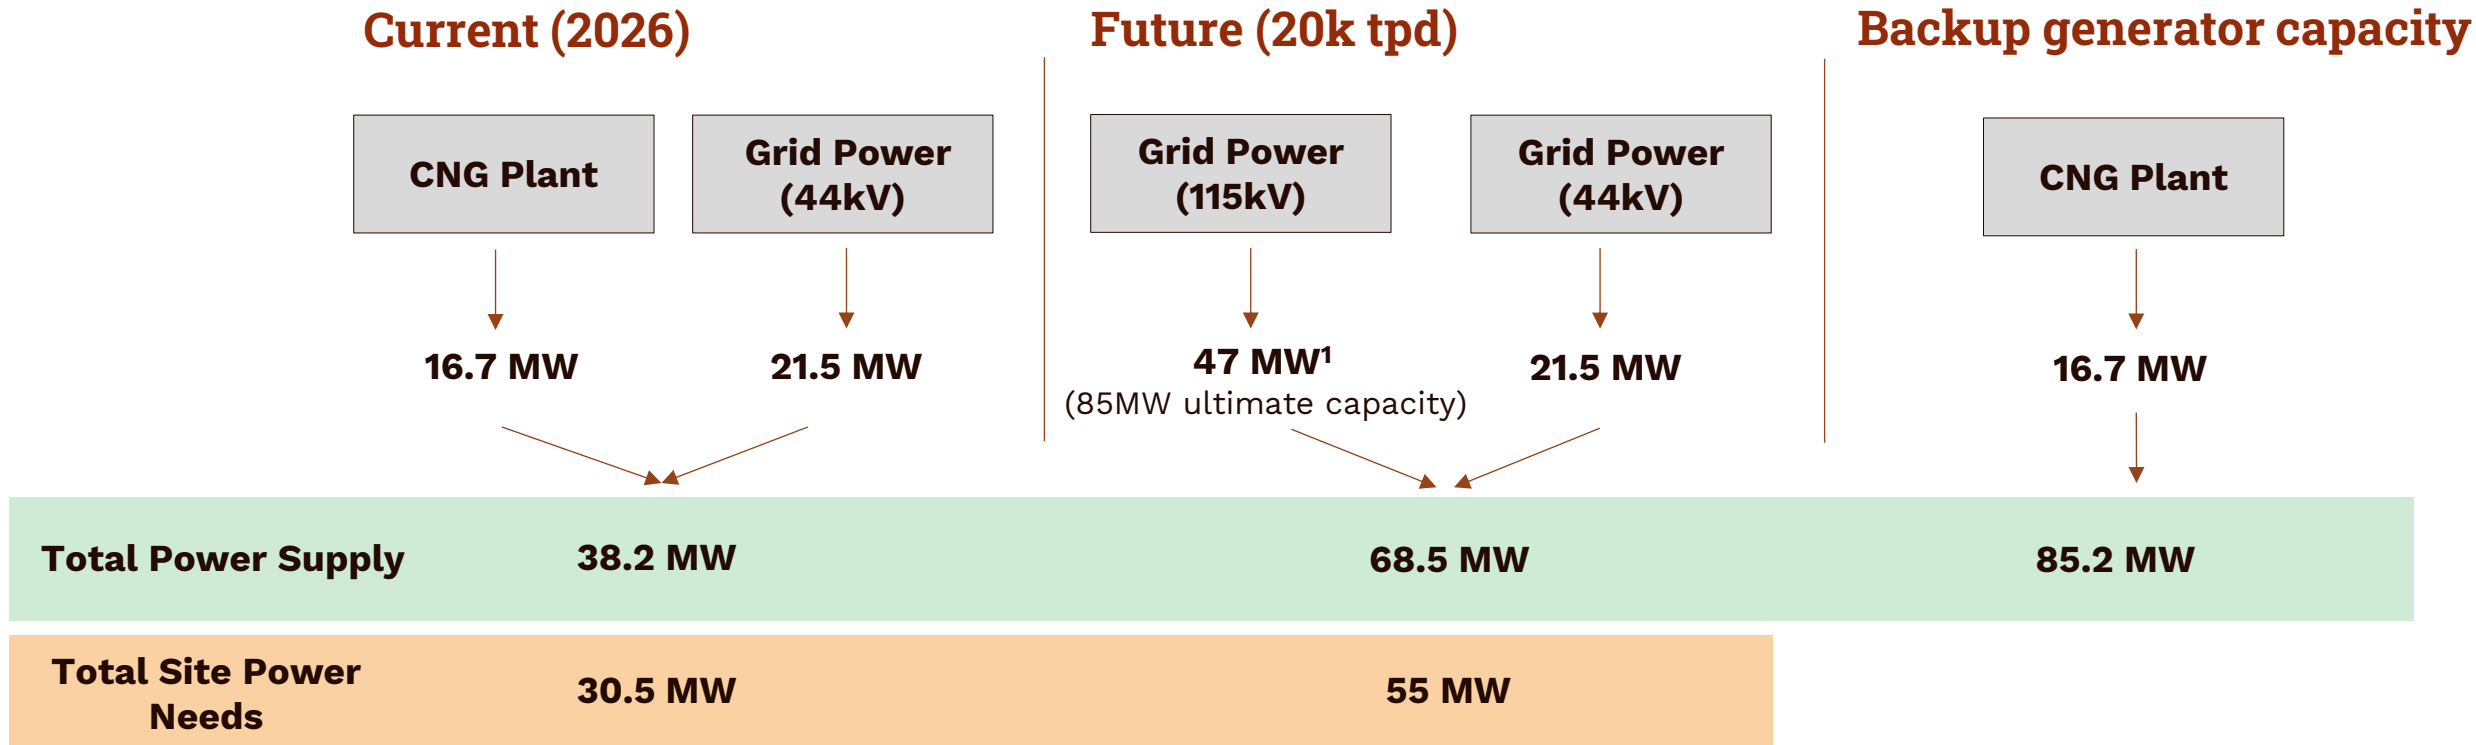 Current (2026)
Future (20k tpd)
Backup generator capacity
CNG Plant
Grid Power
(44kV)
Grid Power
(115kV)
Grid Power
(44kV)
CNG Plant
16.7 MW
21.5 MW
47 MW¹
(85MW ultimate capacity)
21.5 MW
16.7 MW
Total Power Supply
38.2 MW
68.5 MW
85.2 MW
Total Site Power
Needs
30.5 MW
55 MW